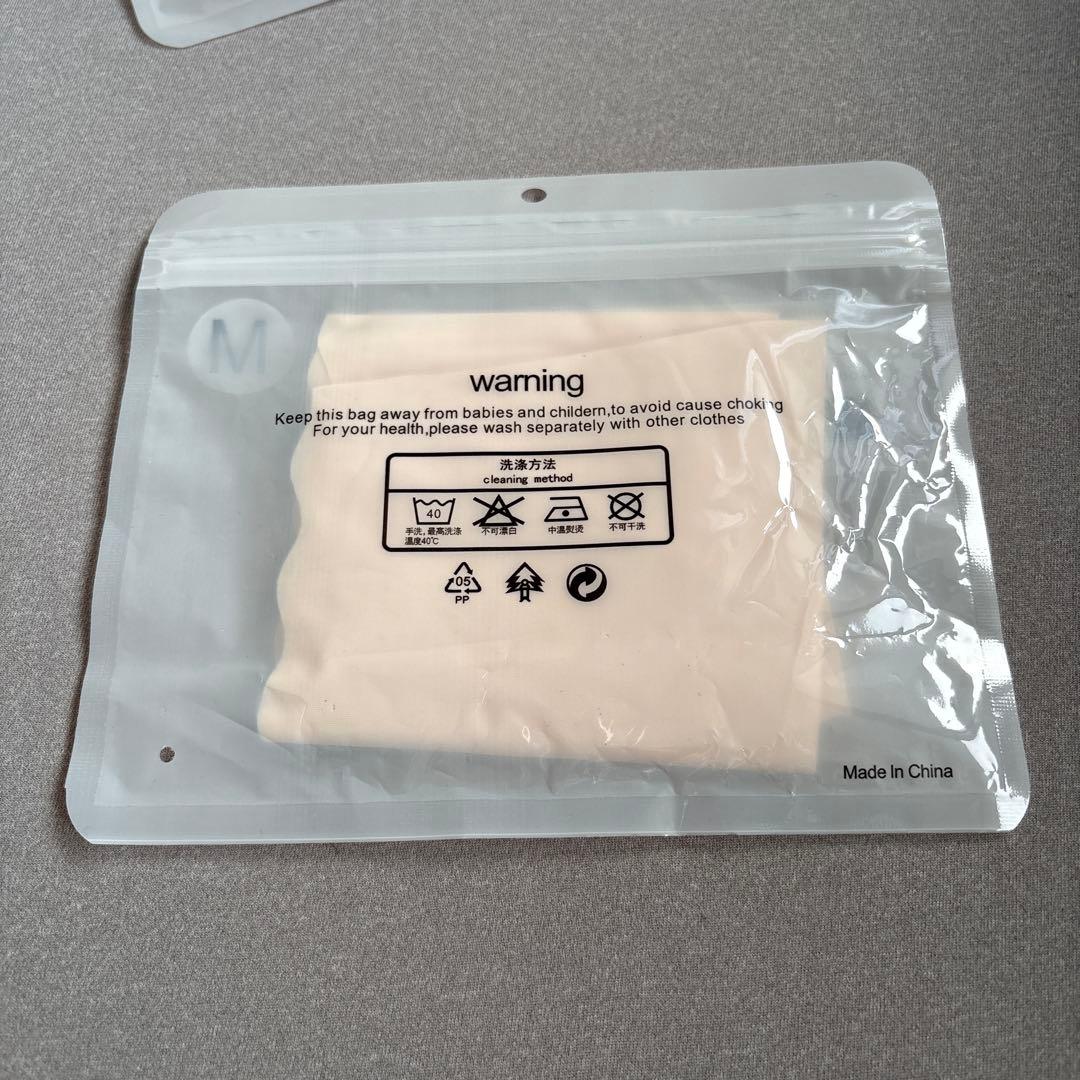 M
warning
Keep this bag away from babies and childern,to avoid cause choking
For your health,please wash separately with other clothes
洗涤方法
cleaning method
40
手洗,最高洗涤
温度40℃
不可漂白
中温熨烫
不可干洗
05
PP
Made In China